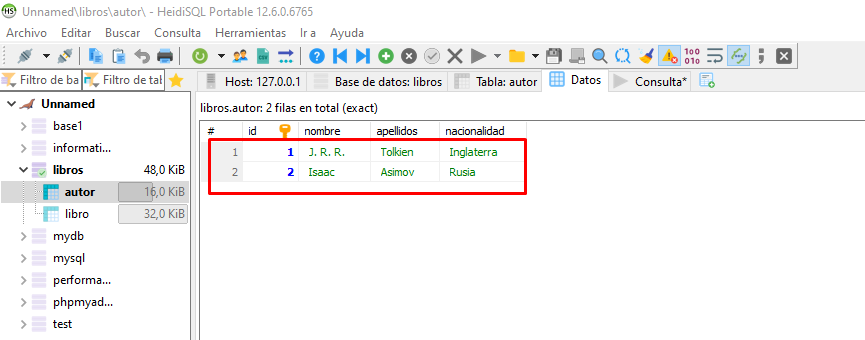 Unnamed\libros\autor\ - HeidiSQL Portable 12.6.0.6765
Archivo Editar Buscar Consulta Herramientas Ir a Ayuda
Filtro de ba Filtro de tab Host: 127.0.0.1 Base de datos: libros Tabla: autor Datos Consulta*
Unnamed
base1
informati...
libros 48,0 KiB
autor 16,0 KiB
libro 32,0 KiB
mydb
mysql
performa...
phpmyad...
test
libros.autor: 2 filas en total (exact)
# id nombre apellidos nacionalidad
1 1 J. R. R. Tolkien Inglaterra
2 2 Isaac Asimov Rusia